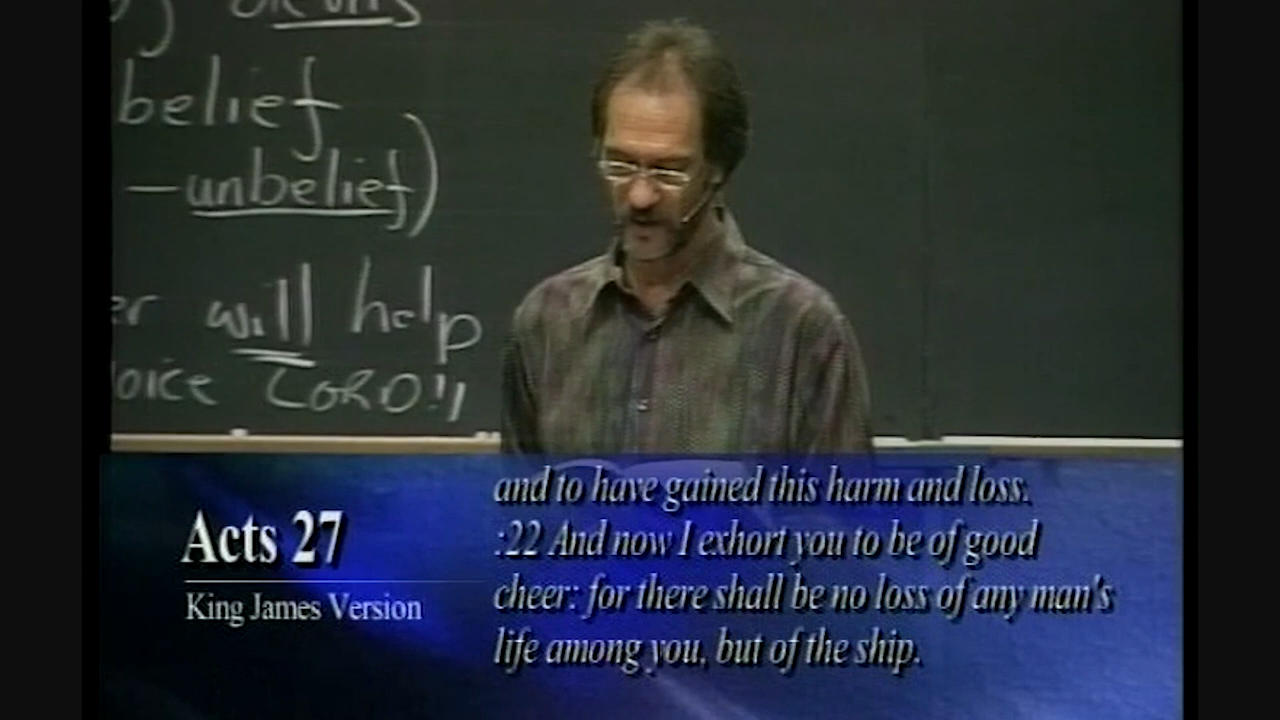 belief
—unbelief)
will help
LORD!!
Acts 27
King James Version
and to have gained this harm and loss.
:22 And now I exhort you to be of good
cheer: for there shall be no loss of any man's
life among you, but of the ship.